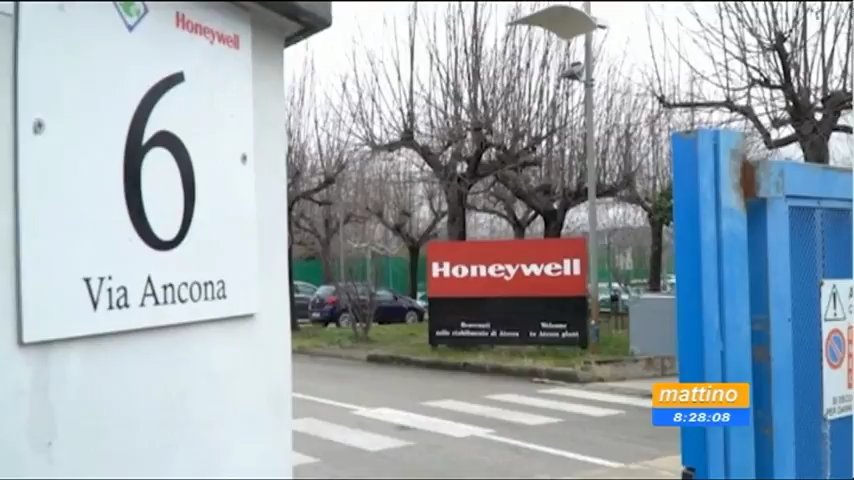 Honeywell
6
Via Ancona
Honeywell
Benvenuti
nello stabilimento di Atessa
Welcome
to Atessa plant
mattino
8:28:08